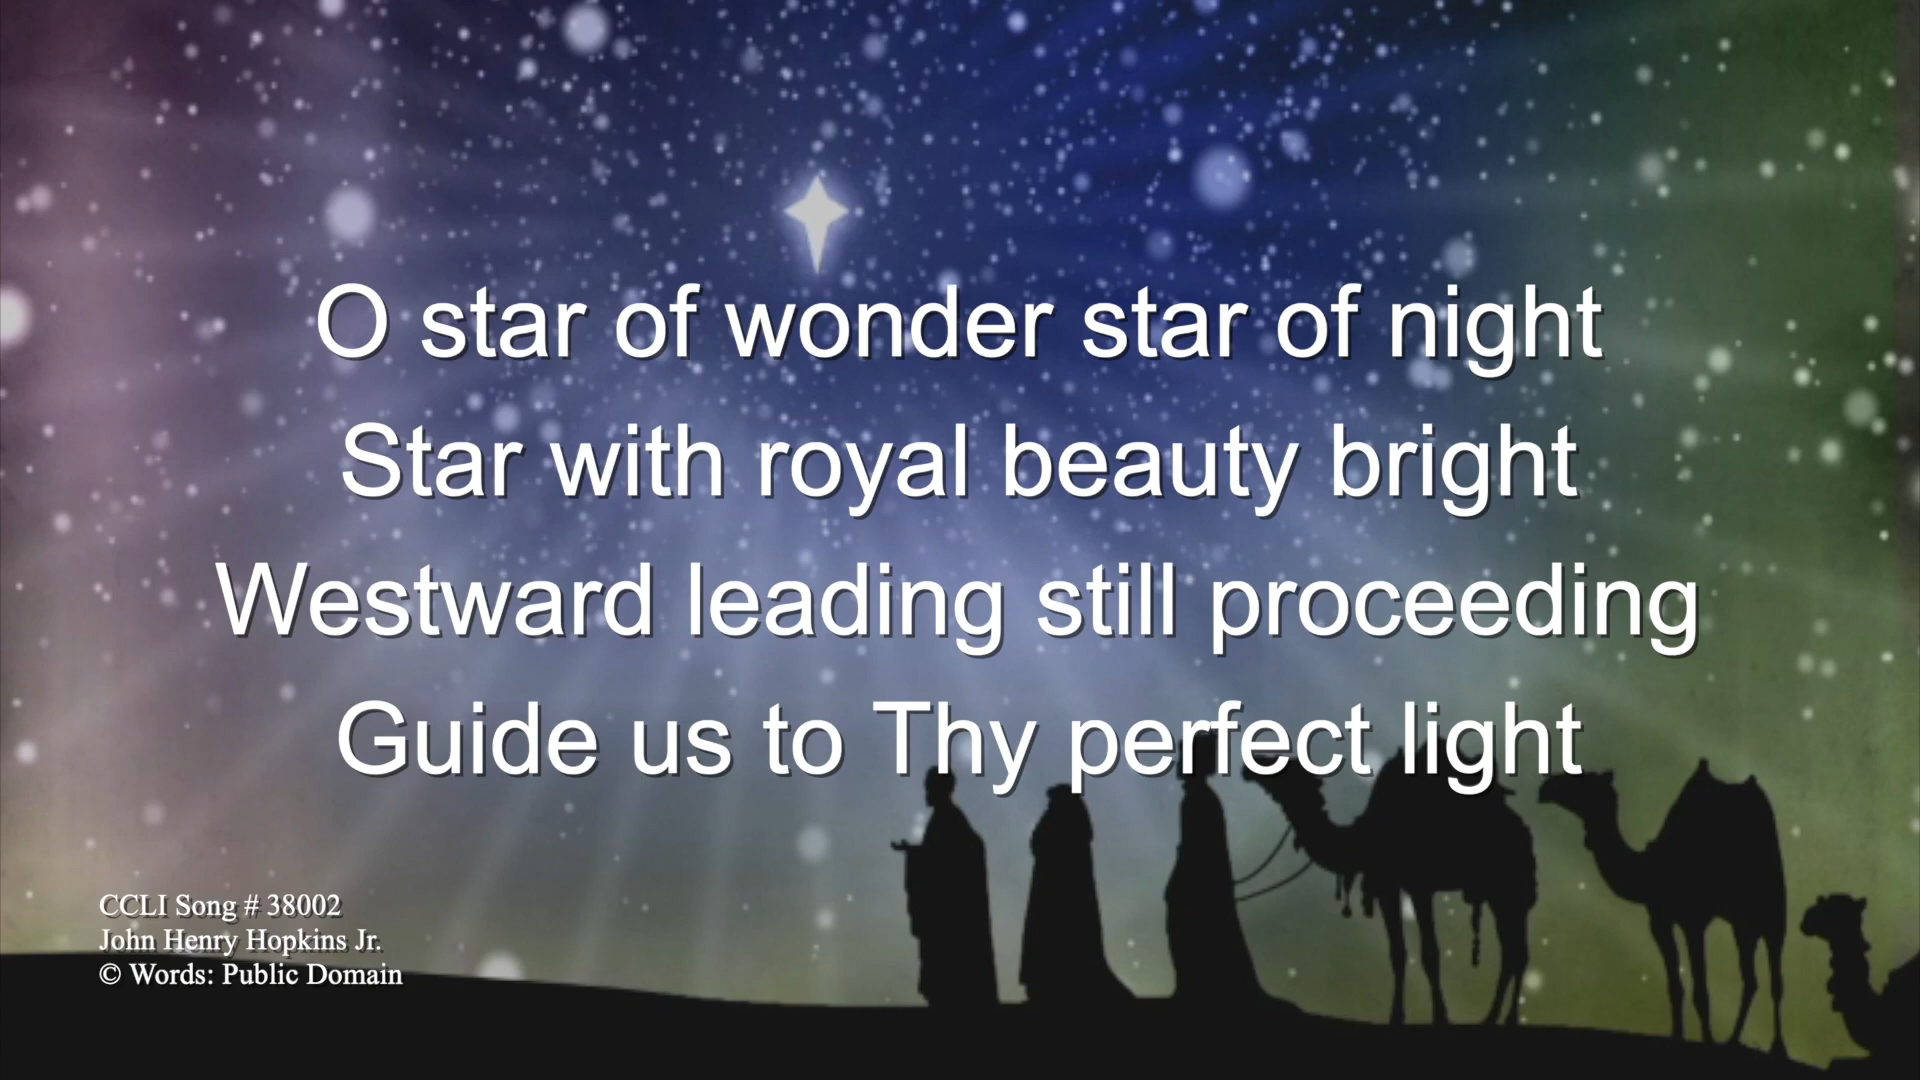 O star of wonder star of night
Star with royal beauty bright
Westward leading still proceeding
Guide us to Thy perfect light
CCLI Song # 38002
John Henry Hopkins Jr.
© Words: Public Domain